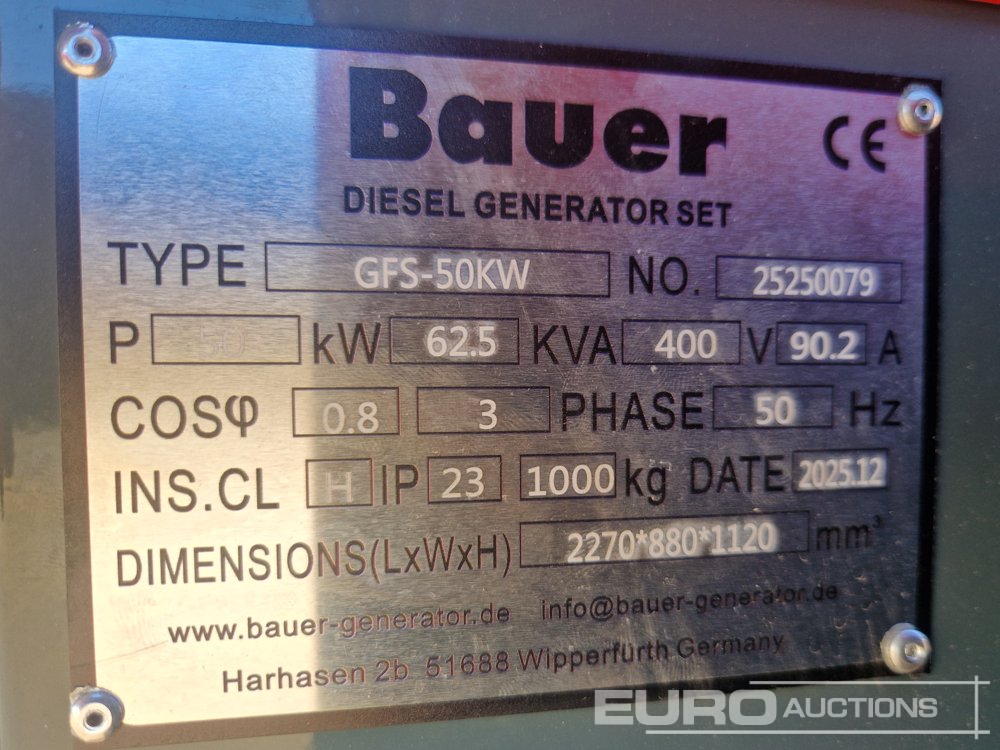 Bauer CE
DIESEL GENERATOR SET
TYPE GFS-50KW NO. 25250079
P 50 kW 62.5 KVA 400 V 90.2 A
COSφ 0.8 3 PHASE 50 Hz
INS.CL H IP 23 1000 kg DATE 2025.12
DIMENSIONS(LxWxH) 2270*880*1120 mm³
www.bauer-generator.de info@bauer-generator.de
Harhasen 2b 51688 Wipperfürth Germany
EURO AUCTIONS